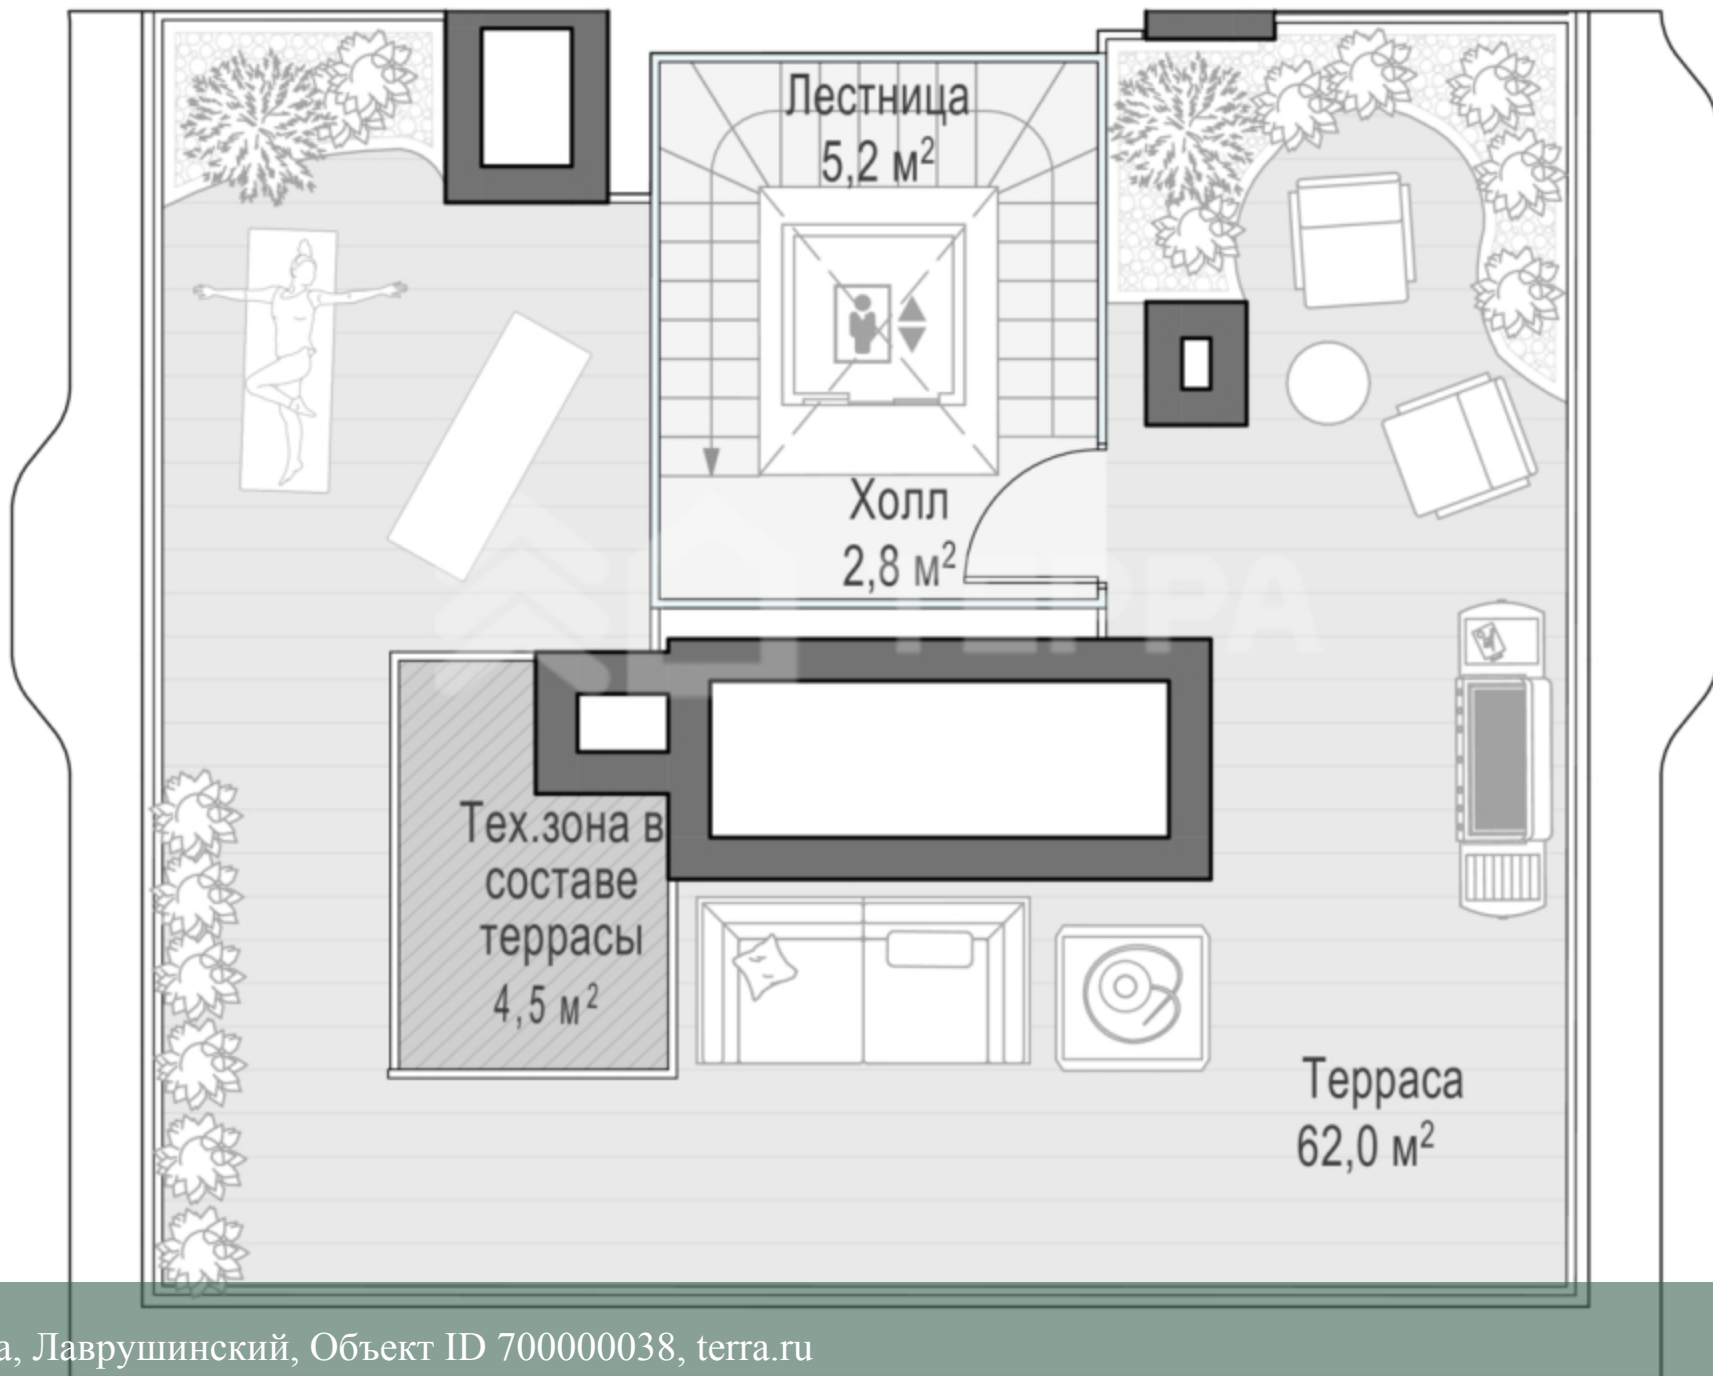 Лестница
5,2 м²
Холл
2,8 м²
ТЕРРА
Тех.зона в
составе
террасы
4,5 м²
Терраса
62,0 м²
а, Лаврушинский, Объект ID 700000038, terra.ru